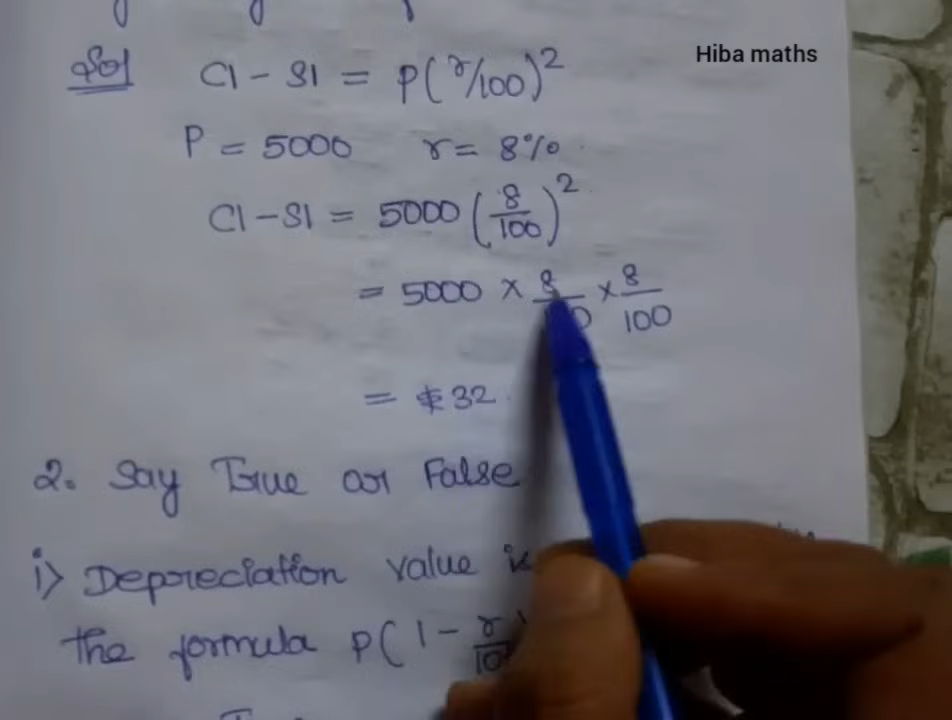 Hiba maths
Sol CI - SI = P(r/100)²
P = 5000 r = 8%
CI - SI = 5000 (8/100)²
= 5000 × 8 × 8/100
= 32
2. Say True or False
i) Depreciation value
the formula P(1 - r